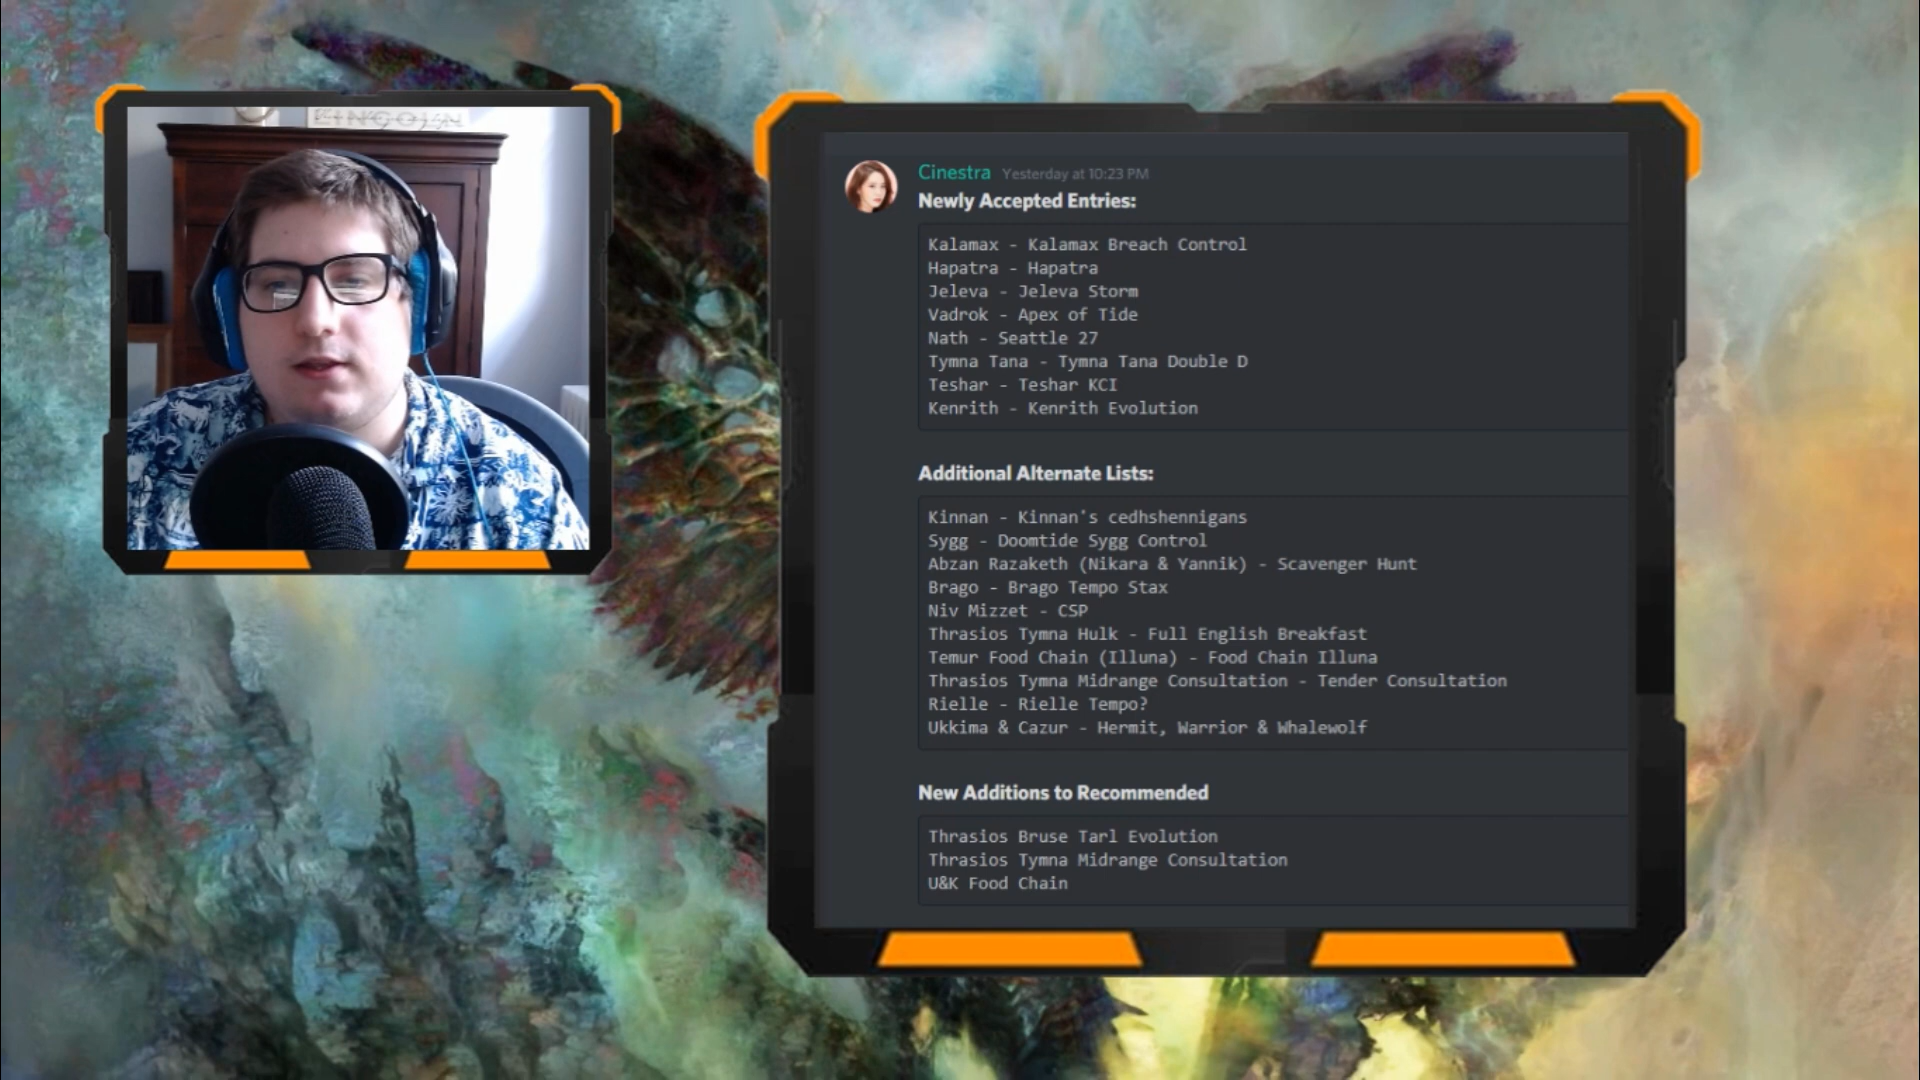 LINCOLN
Cinestra Yesterday at 10:23 PM
Newly Accepted Entries:
Kalamax - Kalamax Breach Control
Hapatra - Hapatra
Jeleva - Jeleva Storm
Vadrok - Apex of Tide
Nath - Seattle 27
Tymna Tana - Tymna Tana Double D
Teshar - Teshar KCI
Kenrith - Kenrith Evolution
Additional Alternate Lists:
Kinnan - Kinnan's cedhshennigans
Sygg - Doomtide Sygg Control
Abzan Razaketh (Nikara & Yannik) - Scavenger Hunt
Brago - Brago Tempo Stax
Niv Mizzet - CSP
Thrasios Tymna Hulk - Full English Breakfast
Temur Food Chain (Illuna) - Food Chain Illuna
Thrasios Tymna Midrange Consultation - Tender Consultation
Rielle - Rielle Tempo?
Ukkima & Cazur - Hermit, Warrior & Whalewolf
New Additions to Recommended
Thrasios Bruse Tarl Evolution
Thrasios Tymna Midrange Consultation
U&K Food Chain